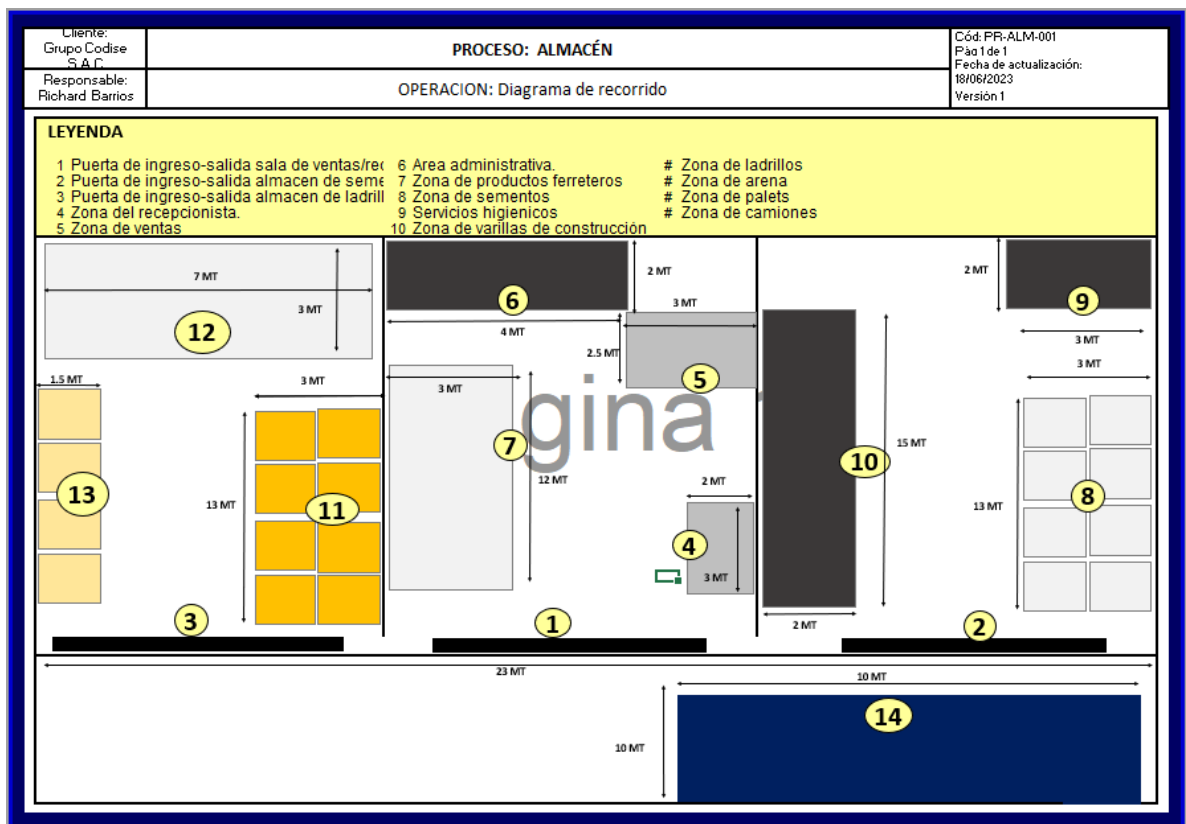 Cliente:
Grupo Codise
S.A.C
PROCESO: ALMACÉN
Cód: PR-ALM-001
Pág 1 de 1
Fecha de actualización:
18/06/2023
Versión 1
Responsable:
Richard Barrios
OPERACION: Diagrama de recorrido
LEYENDA
1 Puerta de ingreso-salida sala de ventas/rec
2 Puerta de ingreso-salida almacen de seme
3 Puerta de ingreso-salida almacen de ladrill
4 Zona del recepcionista.
5 Zona de ventas
6 Area administrativa.
7 Zona de productos ferreteros
8 Zona de sementos
9 Servicios higienicos
10 Zona de varillas de construcción
# Zona de ladrillos
# Zona de arena
# Zona de palets
# Zona de camiones
7 MT
3 MT
12
1.5 MT
13
3 MT
13 MT
11
3
6
2 MT
4 MT
3 MT
2.5 MT
5
3 MT
7
12 MT
gina
2 MT
4
3 MT
1
2 MT
9
3 MT
3 MT
15 MT
10
13 MT
8
2 MT
2
23 MT
10 MT
14
10 MT